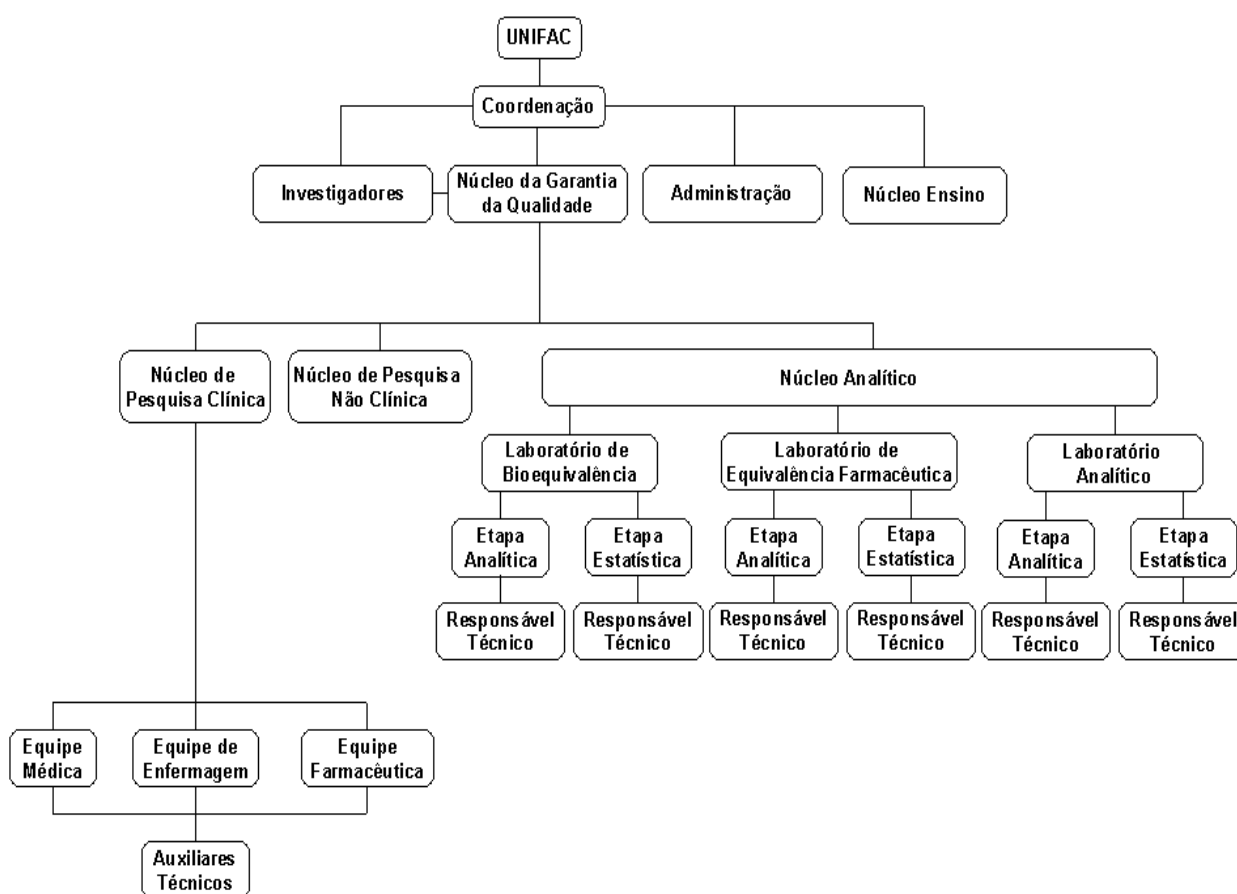 UNIFAC
Coordenação
Investigadores
Núcleo da Garantia
da Qualidade
Administração
Núcleo Ensino
Núcleo de
Pesquisa Clínica
Núcleo de Pesquisa
Não Clínica
Núcleo Analítico
Laboratório de
Bioequivalência
Laboratório de
Equivalência Farmacêutica
Laboratório
Analítico
Etapa
Analítica
Etapa
Estatística
Etapa
Analítica
Etapa
Estatística
Etapa
Analítica
Etapa
Estatística
Responsável
Técnico
Responsável
Técnico
Responsável
Técnico
Responsável
Técnico
Responsável
Técnico
Responsável
Técnico
Equipe
Médica
Equipe de
Enfermagem
Equipe
Farmacêutica
Auxiliares
Técnicos